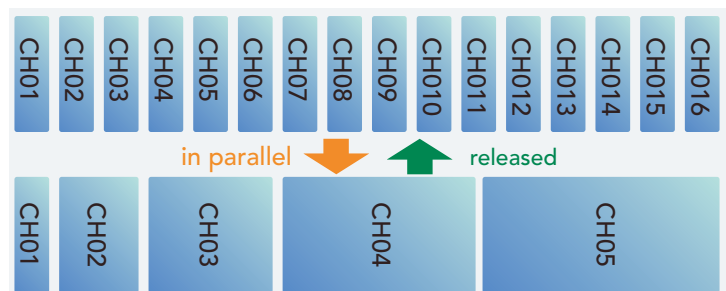 CH01
CH02
CH03
CH04
CH05
CH06
CH07
CH08
CH09
CH010
CH011
CH012
CH013
CH014
CH015
CH016
in parallel
released
CH01
CH02
CH03
CH04
CH05